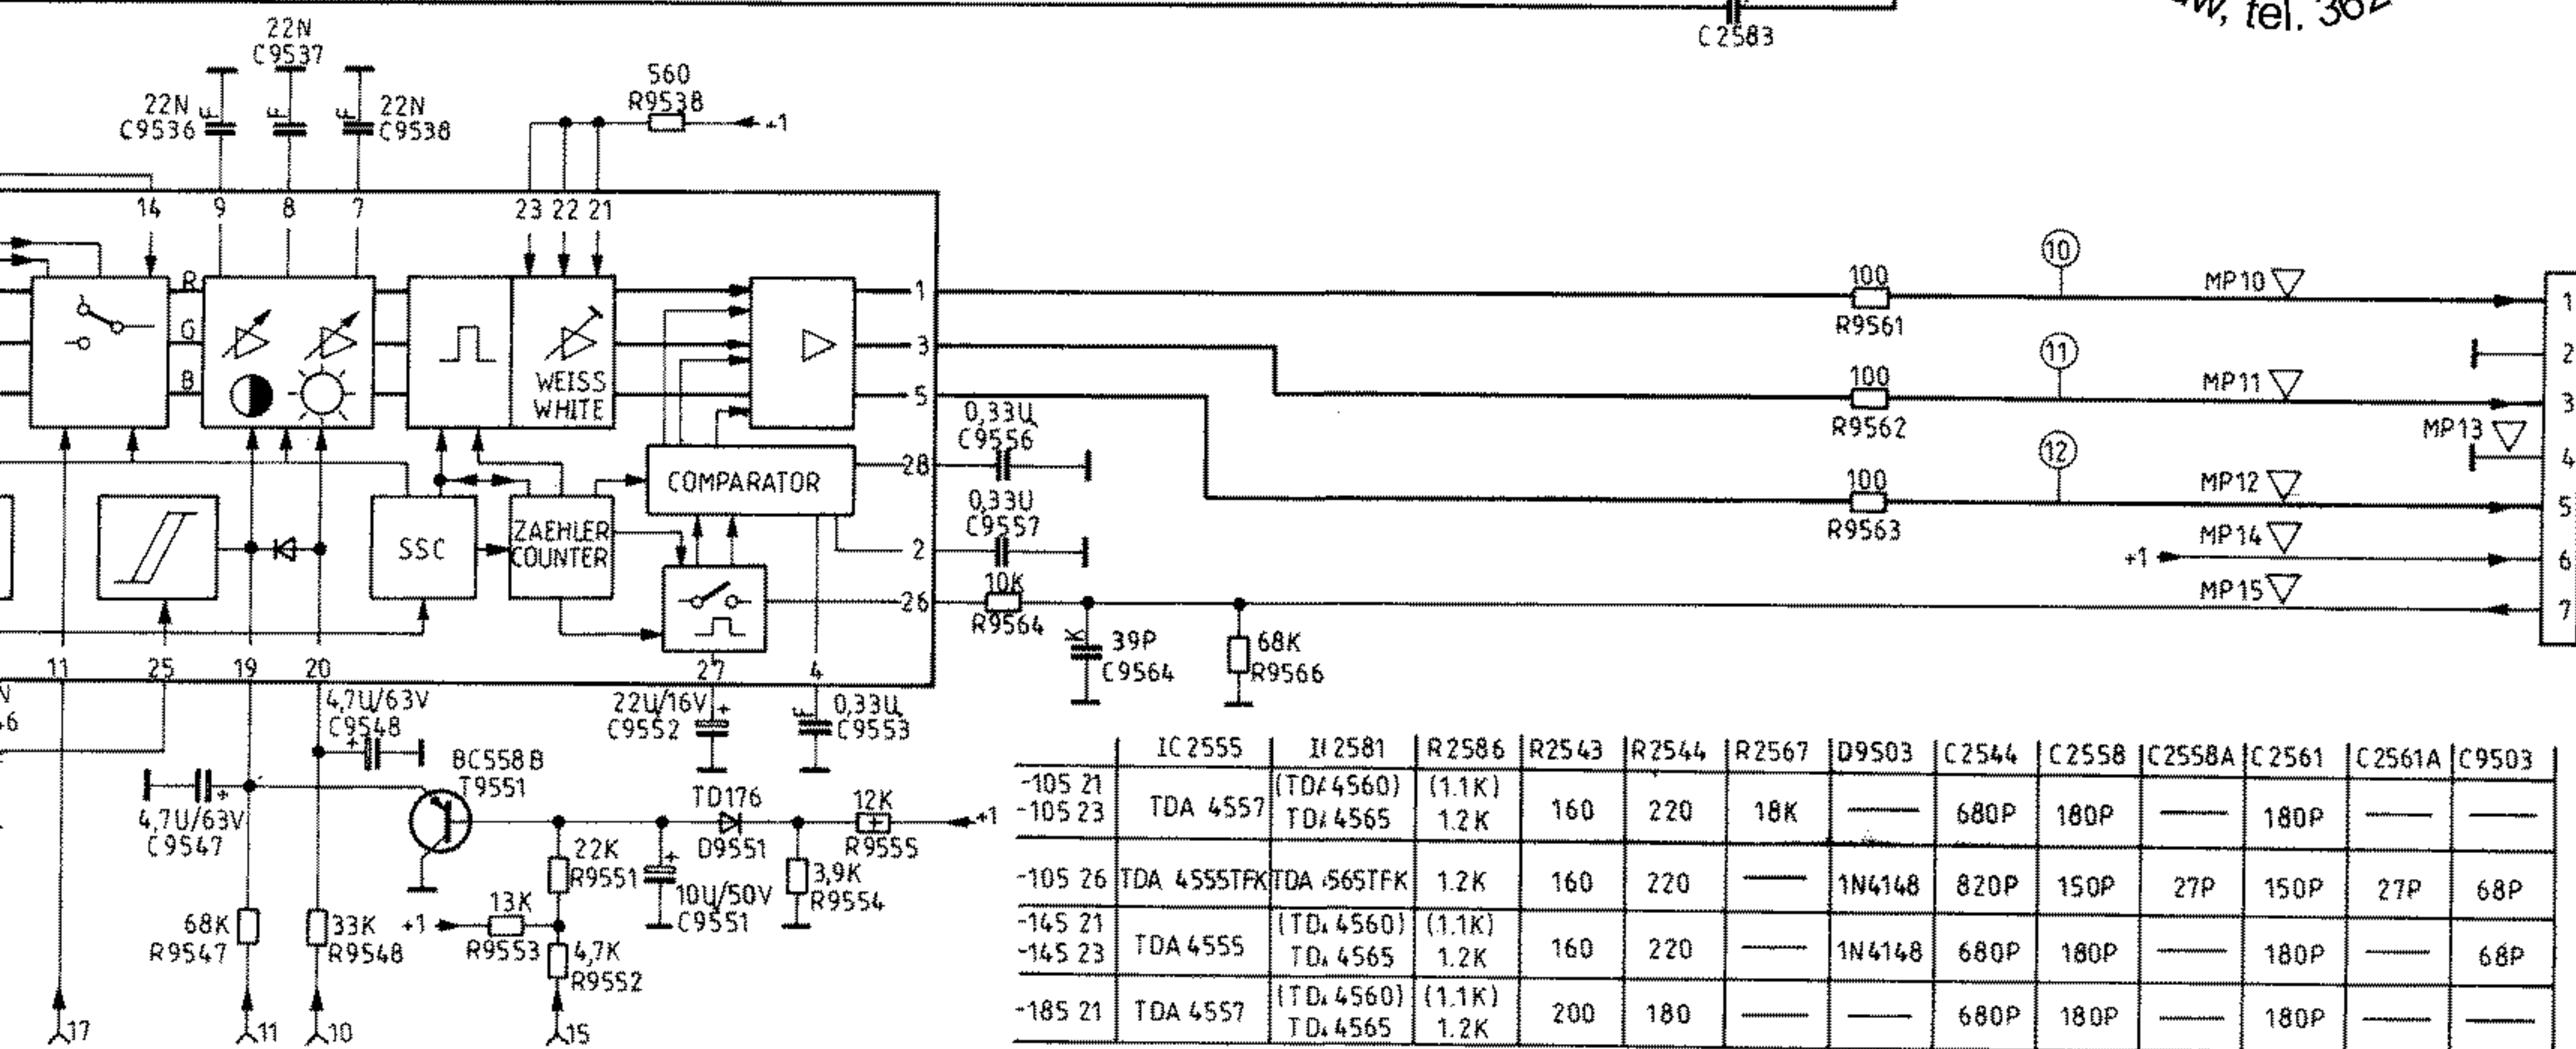 C2583
tel. 362
22N
C9537
22N
C9536
22N
C9538
560
R9538
+1
14 9 8 7 23 22 21
R
G
B
WEISS
WHITE
1
3
5
100
R9561
10
MP10
1
2
100
R9562
11
MP11
3
MP13
4
100
R9563
12
MP12
5
+1
MP14
6
MP15
7
COMPARATOR
28
0,33U
C9556
2
0,33U
C9557
SSC
ZAEHLER
COUNTER
26
10K
R9564
K
39P
C9564
68K
R9566
11 25 19 20 27 4
4,7U/63V
C9548
22U/16V
C9552
0,33U
C9553
4,7U/63V
C9547
BC558B
T9551
TD176
D9551
12K
R9555
+1
22K
R9551
10U/50V
C9551
3,9K
R9554
68K
R9547
33K
R9548
+1
13K
R9553
4,7K
R9552
17 11 10 15
IC2555 R2586 R2543 R2544 R2567 D9503 C2544 C2558 C2558A C2561 C2561A C9503
-105 21 (1.1K)
-105 23 TDA 4557 4565 1.2K 160 220 18K — 680P 180P — 180P — —
-105 26 TDA 4555TFK 1.2K 160 220 — 1N4148 820P 150P 27P 150P 27P 68P
-145 21 (1.1K)
-145 23 TDA 4555 4565 1.2K 160 220 — 1N4148 680P 180P — 180P — 68P
-185 21 TDA 4557 (1.1K) 200 180 — — 680P 180P — 180P — —
4565 1.2K